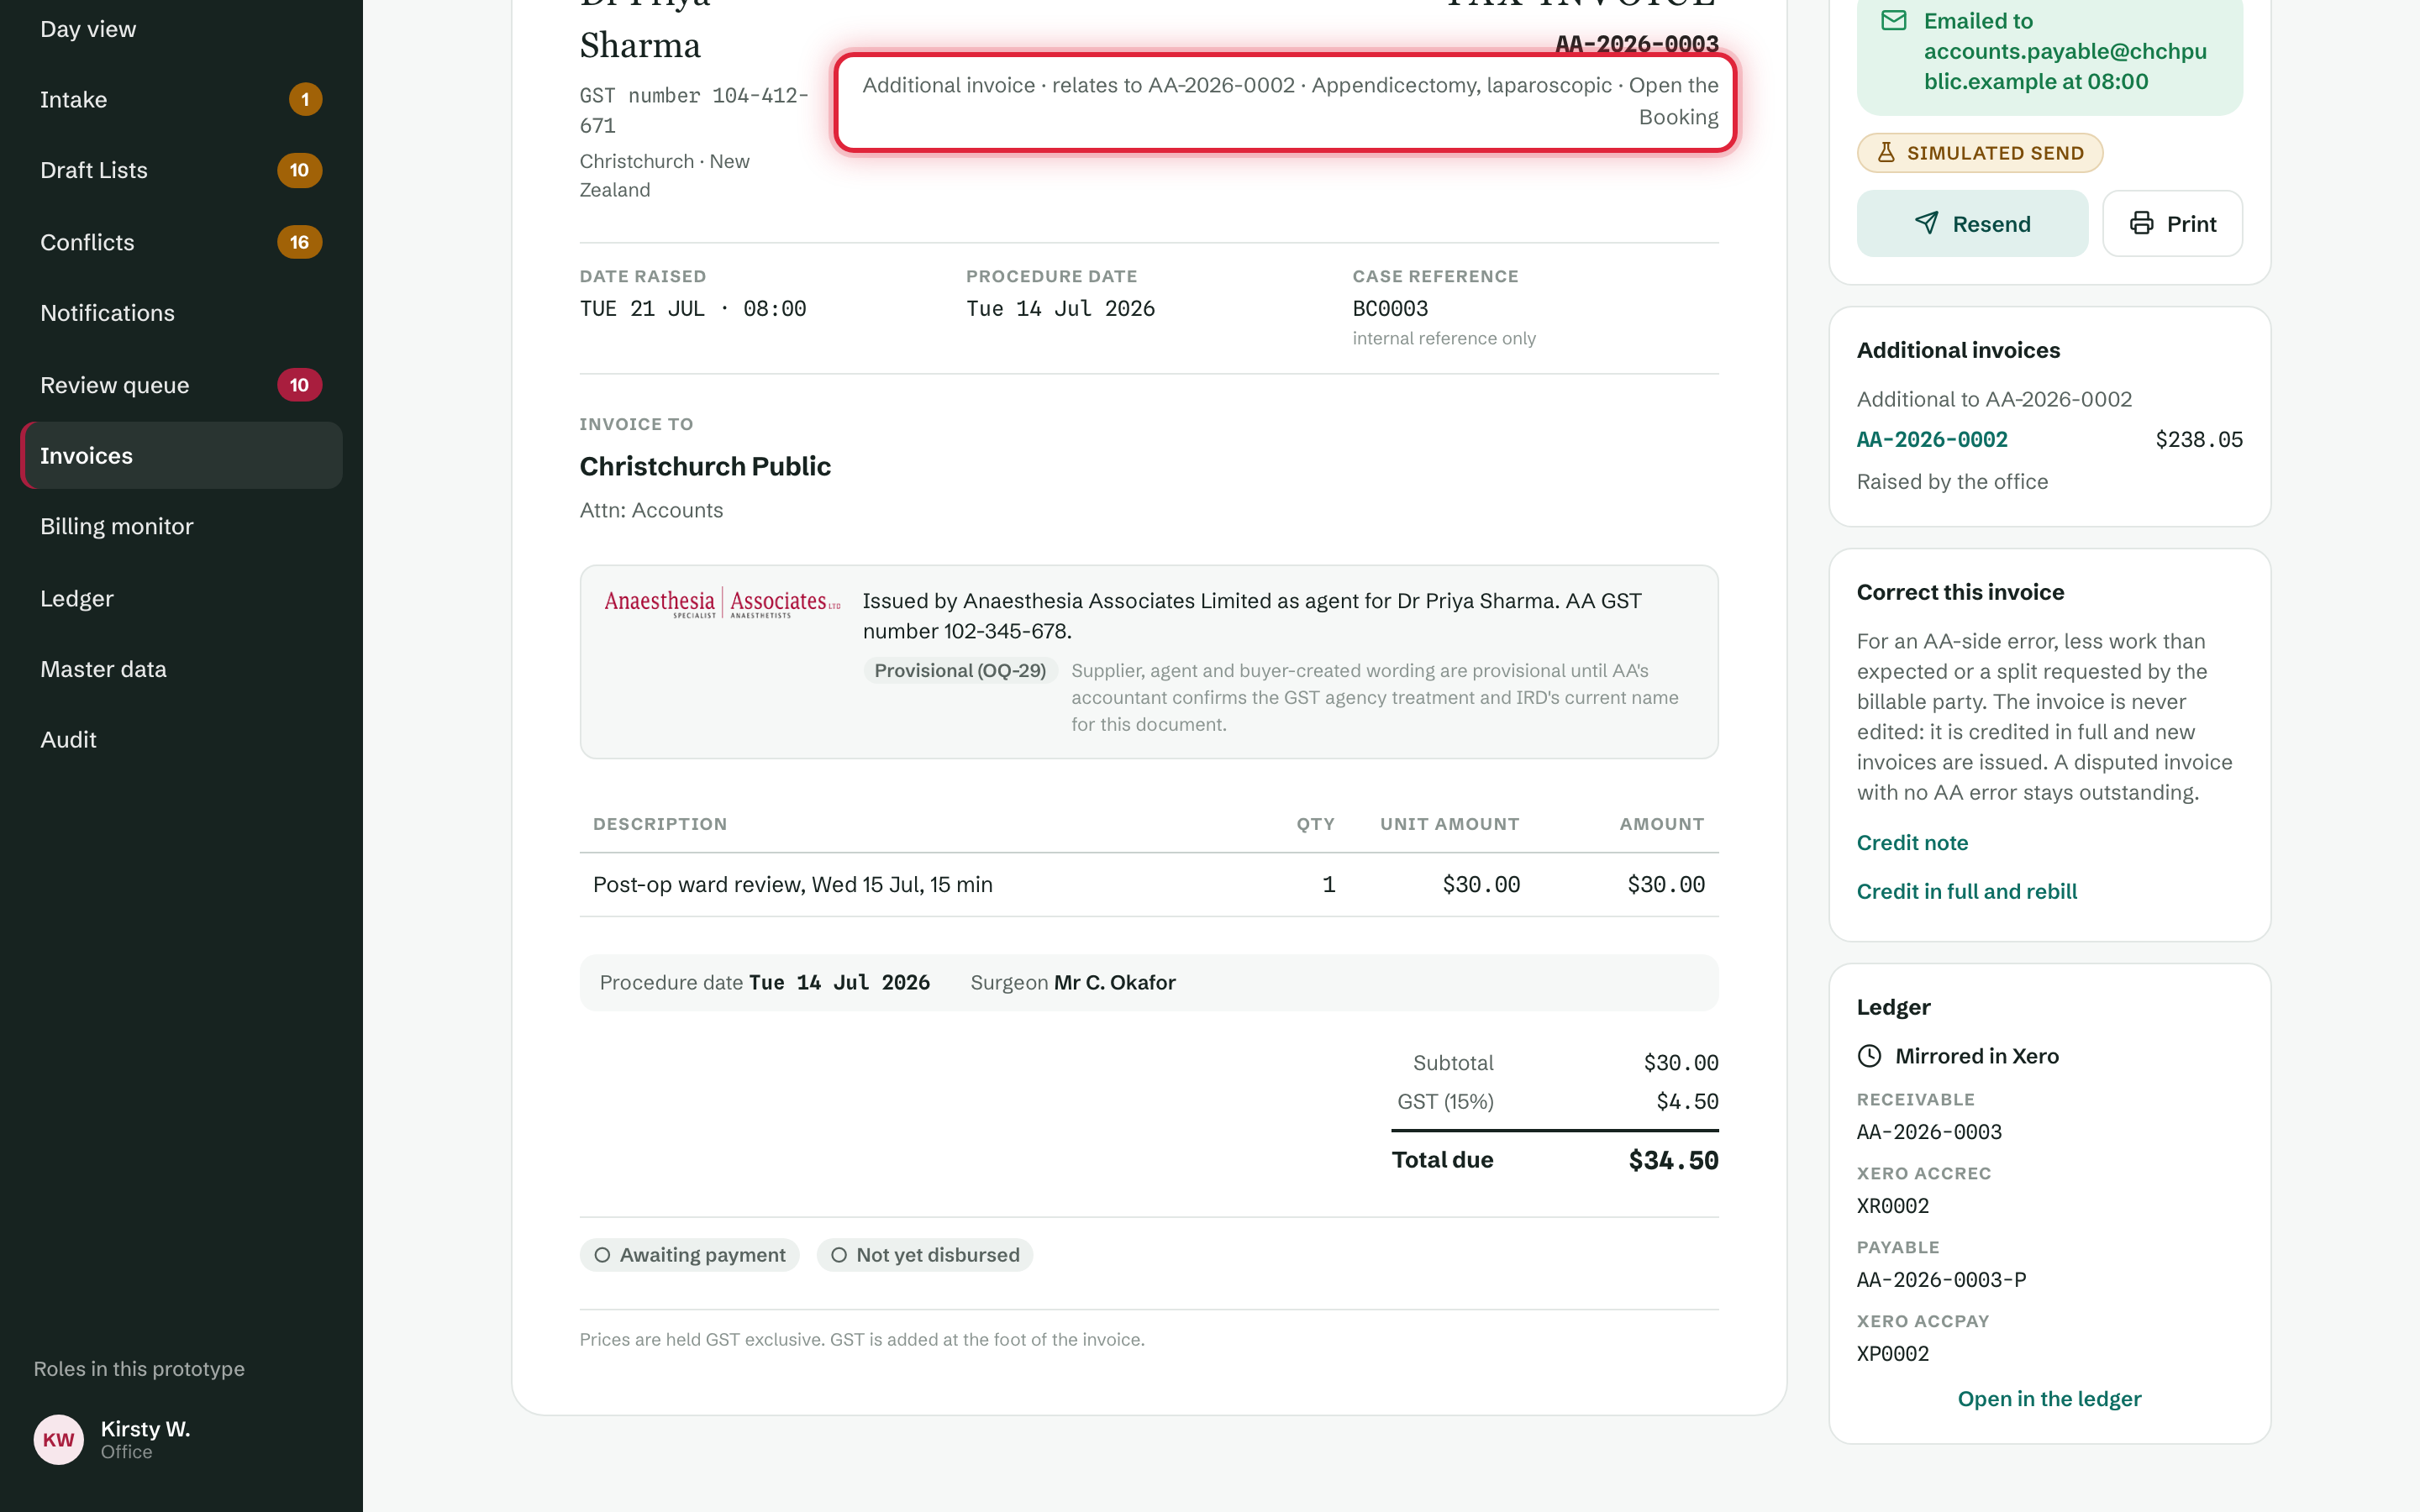 Day view
Intake
1
Draft Lists
10
Conflicts
16
Notifications
Review queue
10
Invoices
Billing monitor
Ledger
Master data
Audit
Roles in this prototype
KW
Kirsty W.
Office
Dr Priya
Sharma
GST number 104-412-
671
Christchurch · New
Zealand
TAX INVOICE
AA-2026-0003
Additional invoice · relates to AA-2026-0002 · Appendicectomy, laparoscopic · Open the
Booking
DATE RAISED
TUE 21 JUL · 08:00
PROCEDURE DATE
Tue 14 Jul 2026
CASE REFERENCE
BC0003
internal reference only
INVOICE TO
Christchurch Public
Attn: Accounts
Anaesthesia Associates LTD
SPECIALIST ANAESTHETISTS
Issued by Anaesthesia Associates Limited as agent for Dr Priya Sharma. AA GST
number 102-345-678.
Provisional (OQ-29)
Supplier, agent and buyer-created wording are provisional until AA's
accountant confirms the GST agency treatment and IRD's current name
for this document.
DESCRIPTION QTY UNIT AMOUNT AMOUNT
Post-op ward review, Wed 15 Jul, 15 min 1 $30.00 $30.00
Procedure date Tue 14 Jul 2026 Surgeon Mr C. Okafor
Subtotal $30.00
GST (15%) $4.50
Total due $34.50
Awaiting payment
Not yet disbursed
Prices are held GST exclusive. GST is added at the foot of the invoice.
Emailed to
accounts.payable@chchpu
blic.example at 08:00
SIMULATED SEND
Resend
Print
Additional invoices
Additional to AA-2026-0002
AA-2026-0002 $238.05
Raised by the office
Correct this invoice
For an AA-side error, less work than
expected or a split requested by the
billable party. The invoice is never
edited: it is credited in full and new
invoices are issued. A disputed invoice
with no AA error stays outstanding.
Credit note
Credit in full and rebill
Ledger
Mirrored in Xero
RECEIVABLE
AA-2026-0003
XERO ACCREC
XR0002
PAYABLE
AA-2026-0003-P
XERO ACCPAY
XP0002
Open in the ledger